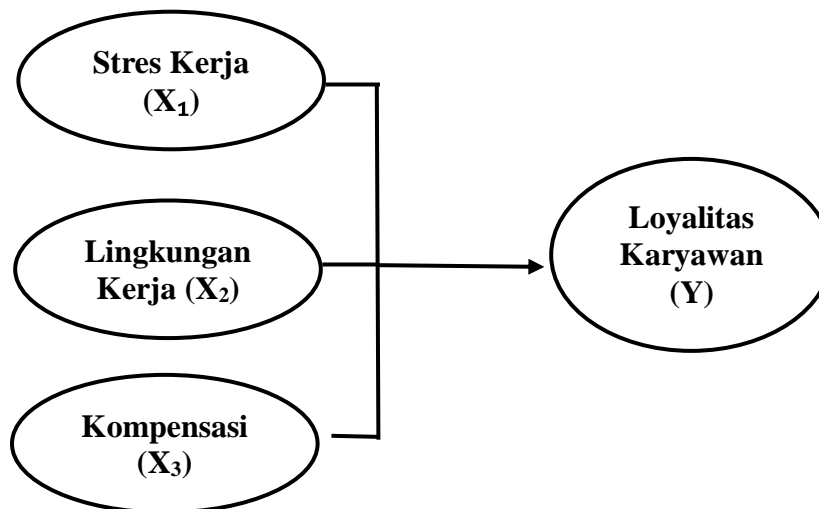 Stres Kerja
(X₁)
Lingkungan
Kerja (X₂)
Kompensasi
(X₃)
Loyalitas
Karyawan
(Y)